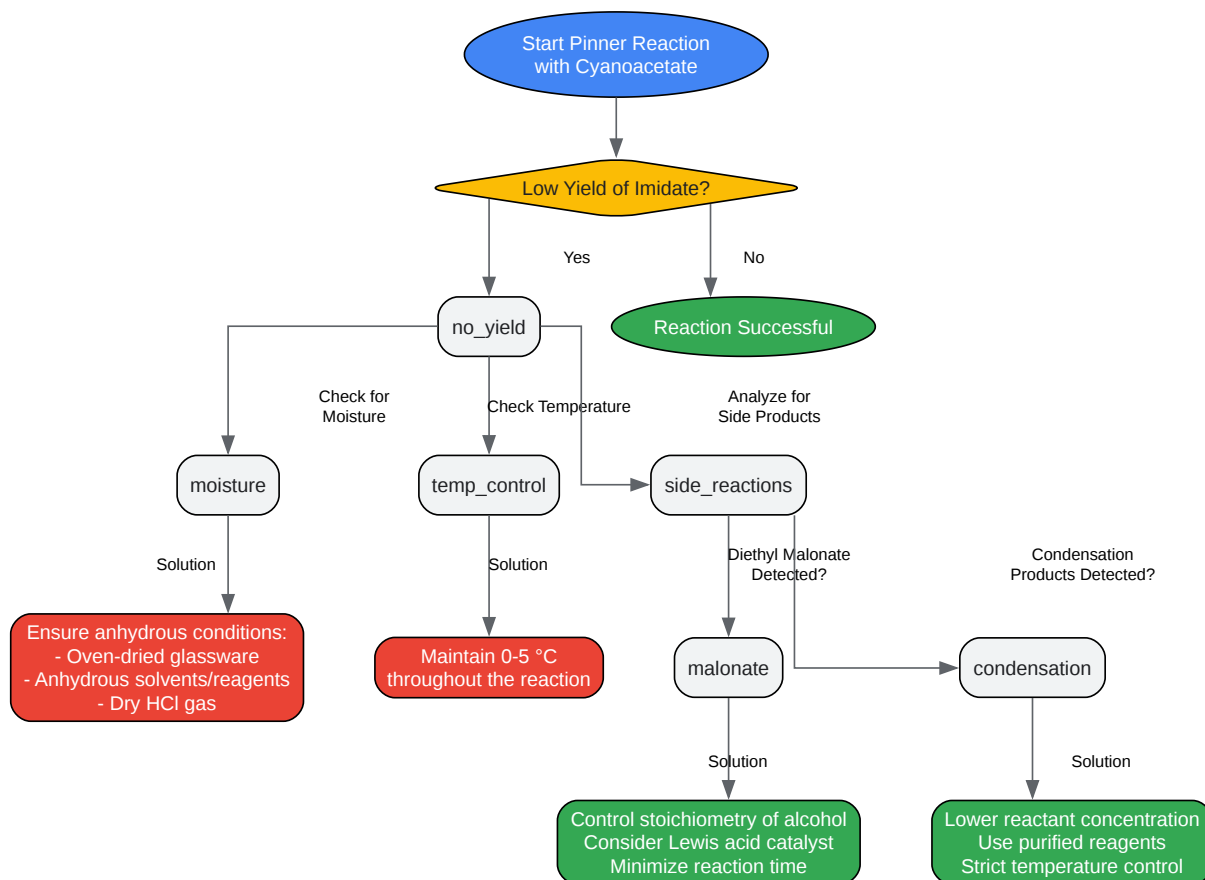 Start Pinner Reaction
with Cyanoacetate
Low Yield of Imidate?
Yes
No
no_yield
Reaction Successful
Check for
Moisture
Check Temperature
Analyze for
Side Products
moisture
temp_control
side_reactions
Solution
Solution
Diethyl Malonate
Detected?
Condensation
Products Detected?
Ensure anhydrous conditions:
- Oven-dried glassware
- Anhydrous solvents/reagents
- Dry HCl gas
Maintain 0-5 °C
throughout the reaction
malonate
condensation
Solution
Solution
Control stoichiometry of alcohol
Consider Lewis acid catalyst
Minimize reaction time
Lower reactant concentration
Use purified reagents
Strict temperature control